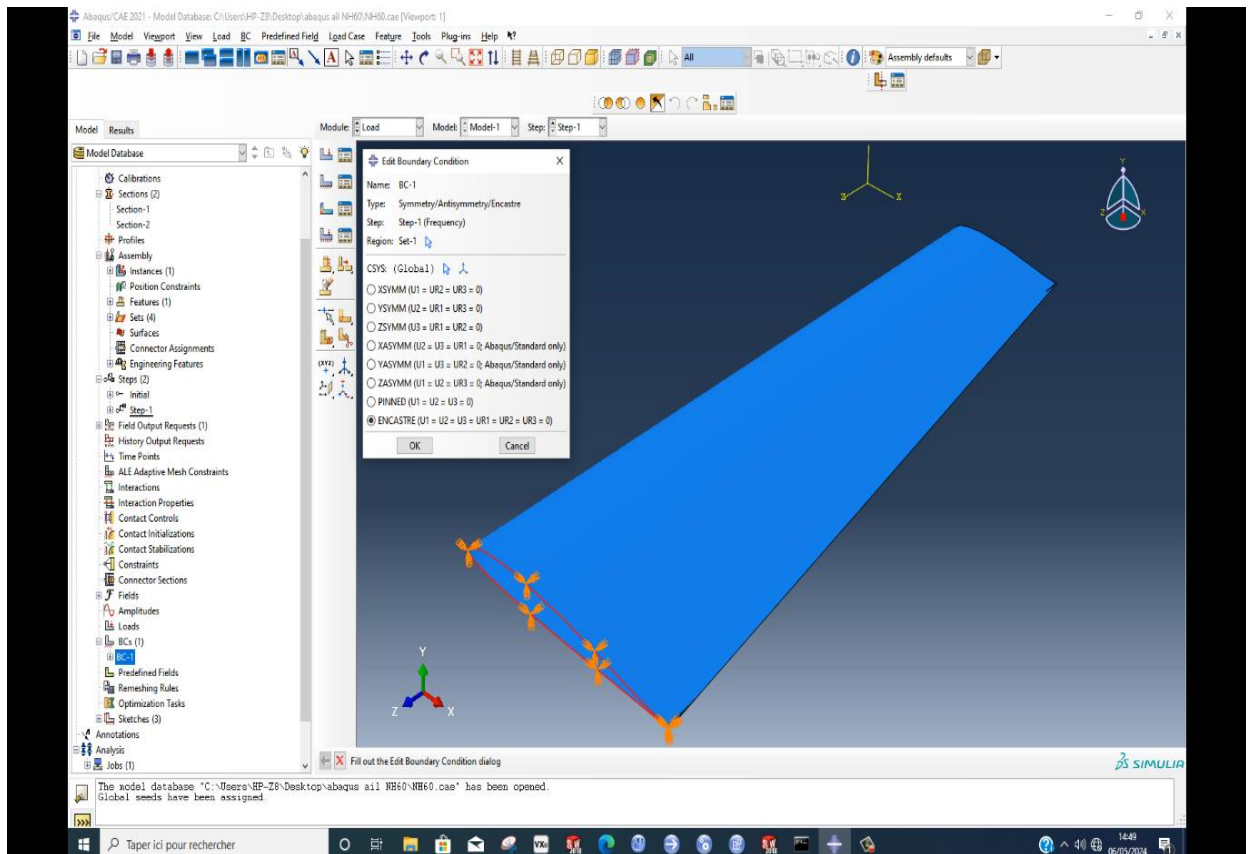 Abaqus/CAE 2021 - Model Database: C:\Users\HP-Z8\Desktop\abaqus ail NH60\NH60.cae [Viewport: 1]
File Model Viewport View Load BC Predefined Field Load Case Feature Tools Plug-ins Help
All
Assembly defaults
Model Results
Module: Load Model: Model-1 Step: Step-1
Model Database
Calibrations
Sections (2)
Section-1
Section-2
Profiles
Assembly
Instances (1)
Position Constraints
Features (1)
Sets (4)
Surfaces
Connector Assignments
Engineering Features
Steps (2)
Initial
Step-1
Field Output Requests (1)
History Output Requests
Time Points
ALE Adaptive Mesh Constraints
Interactions
Interaction Properties
Contact Controls
Contact Initializations
Contact Stabilizations
Constraints
Connector Sections
Fields
Amplitudes
Loads
BCs (1)
BC-1
Predefined Fields
Remeshing Rules
Optimization Tasks
Sketches (3)
Annotations
Analysis
Jobs (1)
Edit Boundary Condition
Name: BC-1
Type: Symmetry/Antisymmetry/Encastre
Step: Step-1 (Frequency)
Region: Set-1
CSYS: (Global)
XSYMM (U1 = UR2 = UR3 = 0)
YSYMM (U2 = UR1 = UR3 = 0)
ZSYMM (U3 = UR1 = UR2 = 0)
XASYMM (U2 = U3 = UR1 = 0; Abaqus/Standard only)
YASYMM (U1 = U3 = UR2 = 0; Abaqus/Standard only)
ZASYMM (U1 = U2 = UR3 = 0; Abaqus/Standard only)
PINNED (U1 = U2 = U3 = 0)
ENCASTRE (U1 = U2 = U3 = UR1 = UR2 = UR3 = 0)
OK Cancel
X
Y
Z X
Y
Z X
Fill out the Edit Boundary Condition dialog
SIMULIA
The model database "C:\Users\HP-Z8\Desktop\abaqus ail NH60\NH60.cae" has been opened.
Global seeds have been assigned.
Taper ici pour rechercher
14:49
06/05/2024